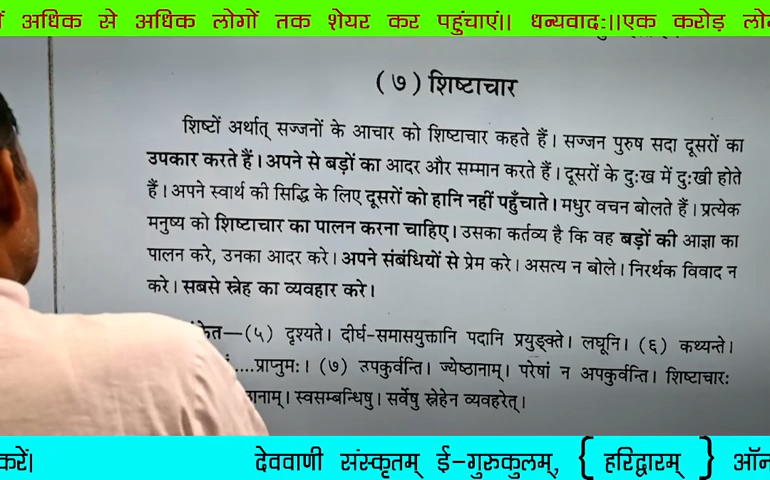 अधिक से अधिक लोगों तक शेयर कर पहुंचाएं।। धन्यवादः।।एक करोड़
(७) शिष्टाचार
शिष्टों अर्थात् सज्जनों के आचार को शिष्टाचार कहते हैं। सज्जन पुरुष सदा दूसरों का
उपकार करते हैं। अपने से बड़ों का आदर और सम्मान करते हैं। दूसरों के दुःख में दुःखी होते
हैं। अपने स्वार्थ की सिद्धि के लिए दूसरों को हानि नहीं पहुँचाते। मधुर वचन बोलते हैं। प्रत्येक
मनुष्य को शिष्टाचार का पालन करना चाहिए। उसका कर्तव्य है कि वह बड़ों की आज्ञा का
पालन करे, उनका आदर करे। अपने संबंधियों से प्रेम करे। असत्य न बोले। निरर्थक विवाद न
करे। सबसे स्नेह का व्यवहार करे।
—(५) दृश्यते। दीर्घ-समासयुक्तानि पदानि प्रयुङ्क्ते। लघूनि। (६) कथ्यन्ते।
....प्राप्नुमः। (७) उपकुर्वन्ति। ज्येष्ठानाम्। परेषां न अपकुर्वन्ति। शिष्टाचारः
स्वसम्बन्धिषु। सर्वेषु स्नेहेन व्यवहरेत्।
करें। देववाणी संस्कृतम् ई-गुरुकुलम्, { हरिद्वारम् }